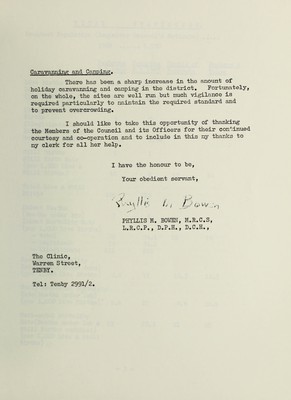 Caravanning and Camping.
There has been a sharp increase in the amount of
holiday caravanning and camping in the district. Fortunately,
on the whole, the sites are well run but much vigilance is
required particularly to maintain the required standard and
to prevent overcrowding.
I should like to take this opportunity of thanking
the Members of the Council and its Officers for their continued
courtesy and co-operation and to include in this my thanks to
my clerk for all her help.
I have the honour to be,
Your obedient servant,
Phyllis M. Bowen
PHYLLIS M. BOWEN, M.R.C.S,
L.R.C.P., D.P.H., D.C.H.,
The Clinic,
Warren Street,
TENBY.
Tel: Tenby 2991/2.